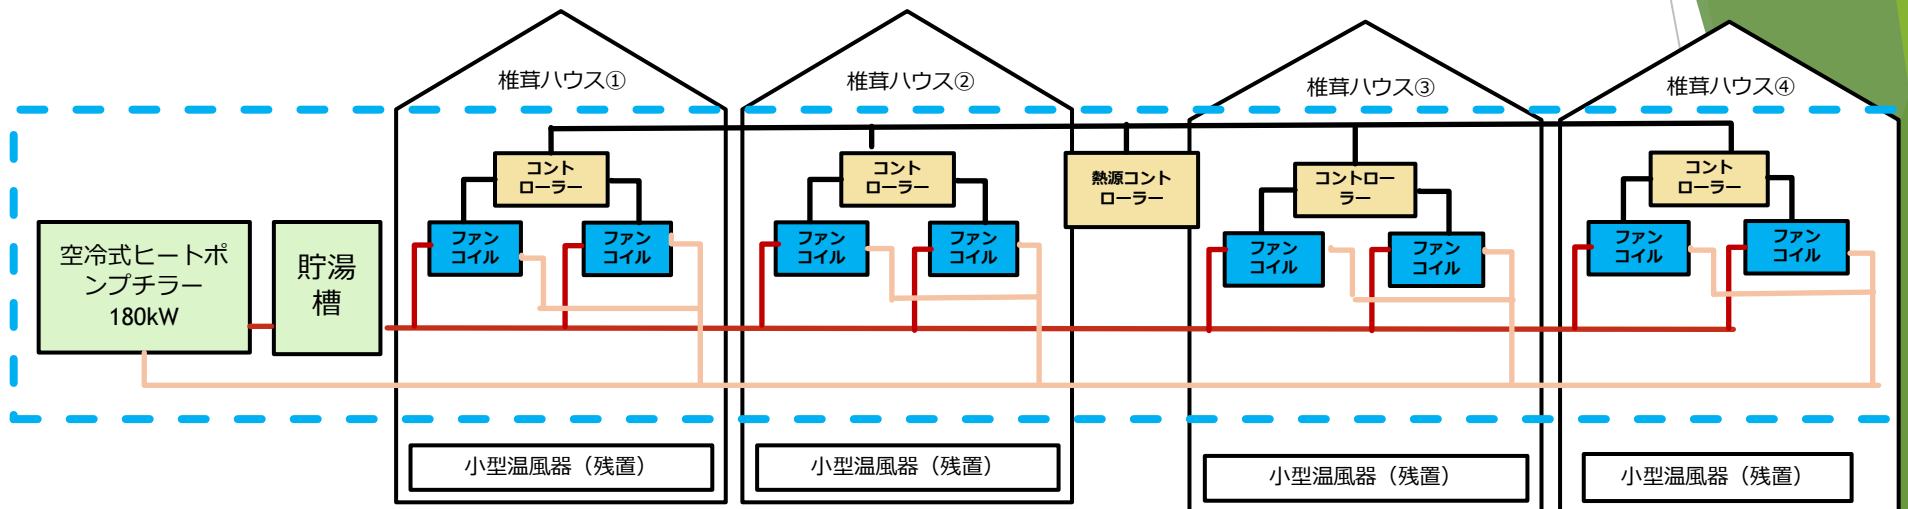 椎茸ハウス①
椎茸ハウス②
椎茸ハウス③
椎茸ハウス④
コント
ローラー
コント
ローラー
熱源コント
ローラー
コントロー
ラー
コント
ローラー
ファン
コイル
ファン
コイル
ファン
コイル
ファン
コイル
ファン
コイル
ファン
コイル
ファン
コイル
ファン
コイル
空冷式ヒートポ
ンプチラー
180kW
貯湯
槽
小型温風器（残置）
小型温風器（残置）
小型温風器（残置）
小型温風器（残置）